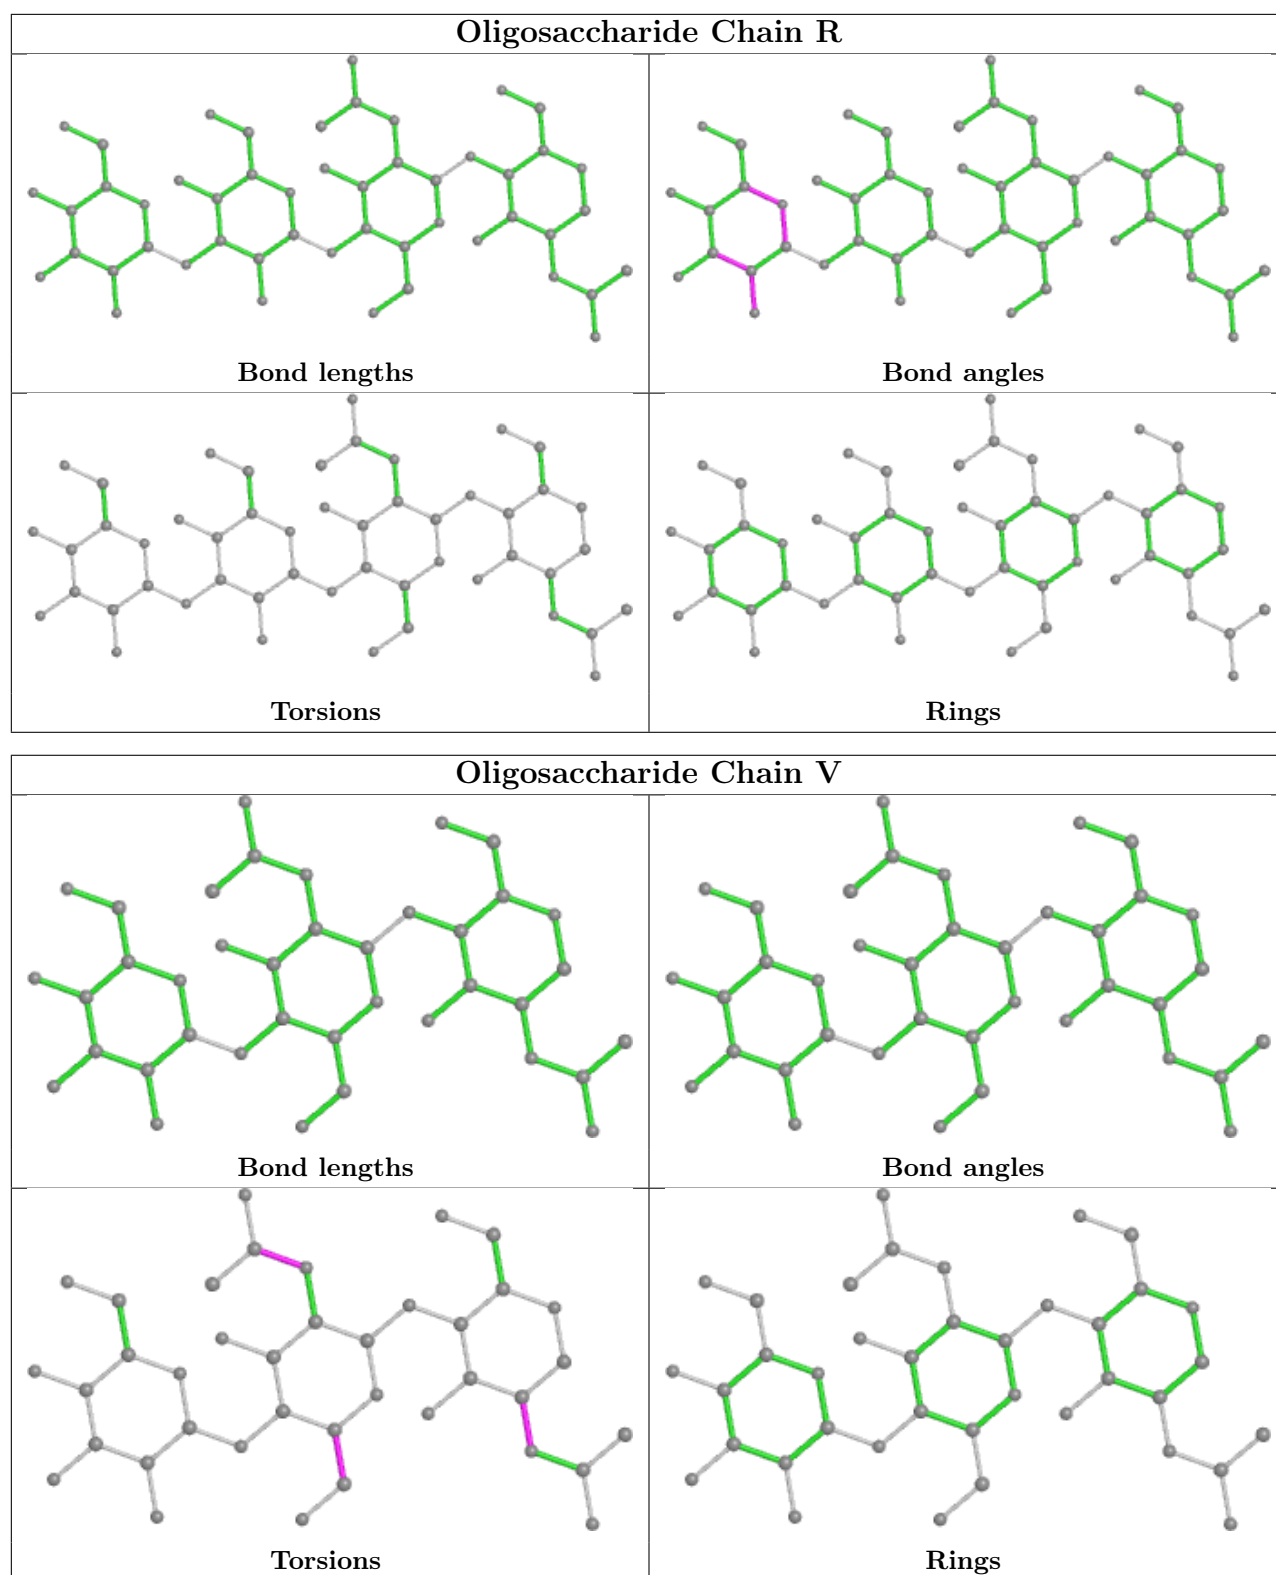 Oligosaccharide Chain R
Bond lengths
Bond angles
Torsions
Rings
Oligosaccharide Chain V
Bond lengths
Bond angles
Torsions
Rings